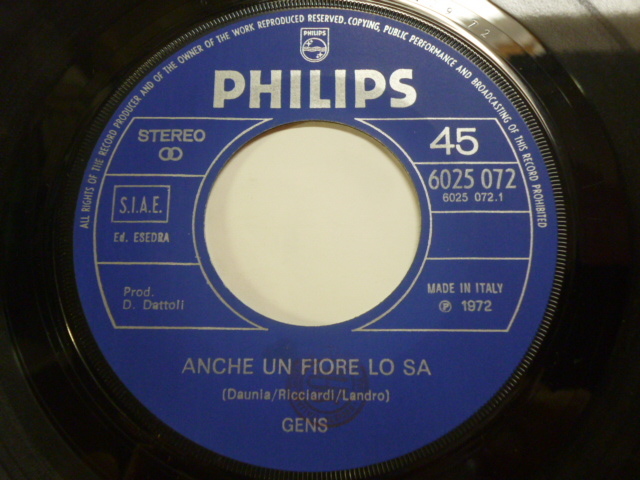 ALL RIGHTS OF THE RECORD PRODUCER AND OF THE OWNER OF THE WORK REPRODUCED RESERVED. COPYING, PUBLIC PERFORMANCE AND BROADCASTING OF THIS RECORD PROHIBITED
PHILIPS
PHILIPS
STEREO
45
6025 072
6025 072.1
S.I.A.E.
Ed. ESEDRA
Prod.
D. Dattoli
MADE IN ITALY
℗ 1972
ANCHE UN FIORE LO SA
(Daunia/Ricciardi/Landro)
GENS